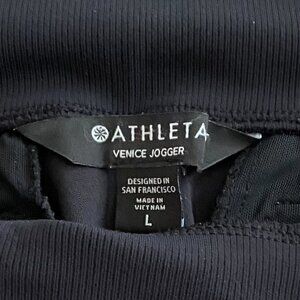 ATHLETA
VENICE JOGGER
DESIGNED IN
SAN FRANCISCO
MADE IN
VIETNAM
L